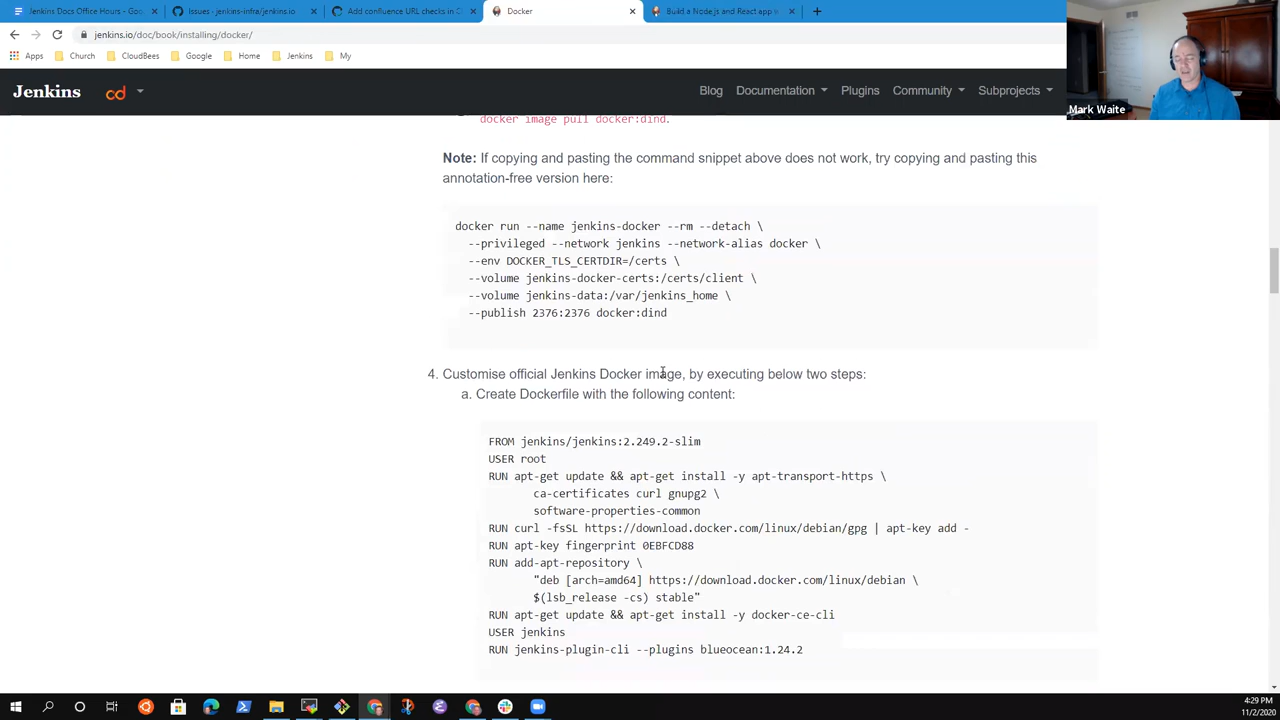 Jenkins Docs Office Hours - Goo
Issues · jenkins-infra/jenkins.io
Add confluence URL checks in C
Docker
Build a Node.js and React app w
jenkins.io/doc/book/installing/docker/
Apps
Church
CloudBees
Google
Home
Jenkins
My
Jenkins
cd
Blog
Documentation
Plugins
Community
Subprojects
Mark Waite
docker image pull docker:dind.
Note: If copying and pasting the command snippet above does not work, try copying and pasting this
annotation-free version here:
docker run --name jenkins-docker --rm --detach \
--privileged --network jenkins --network-alias docker \
--env DOCKER_TLS_CERTDIR=/certs \
--volume jenkins-docker-certs:/certs/client \
--volume jenkins-data:/var/jenkins_home \
--publish 2376:2376 docker:dind
4. Customise official Jenkins Docker image, by executing below two steps:
a. Create Dockerfile with the following content:
FROM jenkins/jenkins:2.249.2-slim
USER root
RUN apt-get update && apt-get install -y apt-transport-https \
ca-certificates curl gnupg2 \
software-properties-common
RUN curl -fsSL https://download.docker.com/linux/debian/gpg | apt-key add -
RUN apt-key fingerprint 0EBFCD88
RUN add-apt-repository \
"deb [arch=amd64] https://download.docker.com/linux/debian \
$(lsb_release -cs) stable"
RUN apt-get update && apt-get install -y docker-ce-cli
USER jenkins
RUN jenkins-plugin-cli --plugins blueocean:1.24.2
4:29 PM
11/2/2020